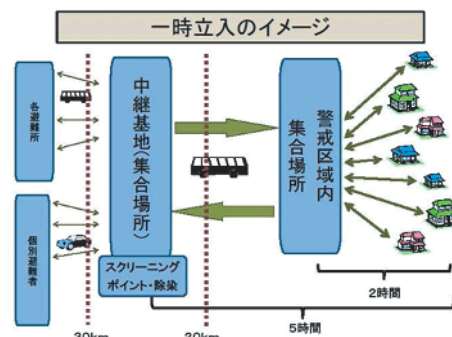 一時立入のイメージ
各避難所
個別避難者
中継基地(集合場所)
スクリーニング
ポイント・除染
警戒区域内
集合場所
2時間
5時間
30km
20km